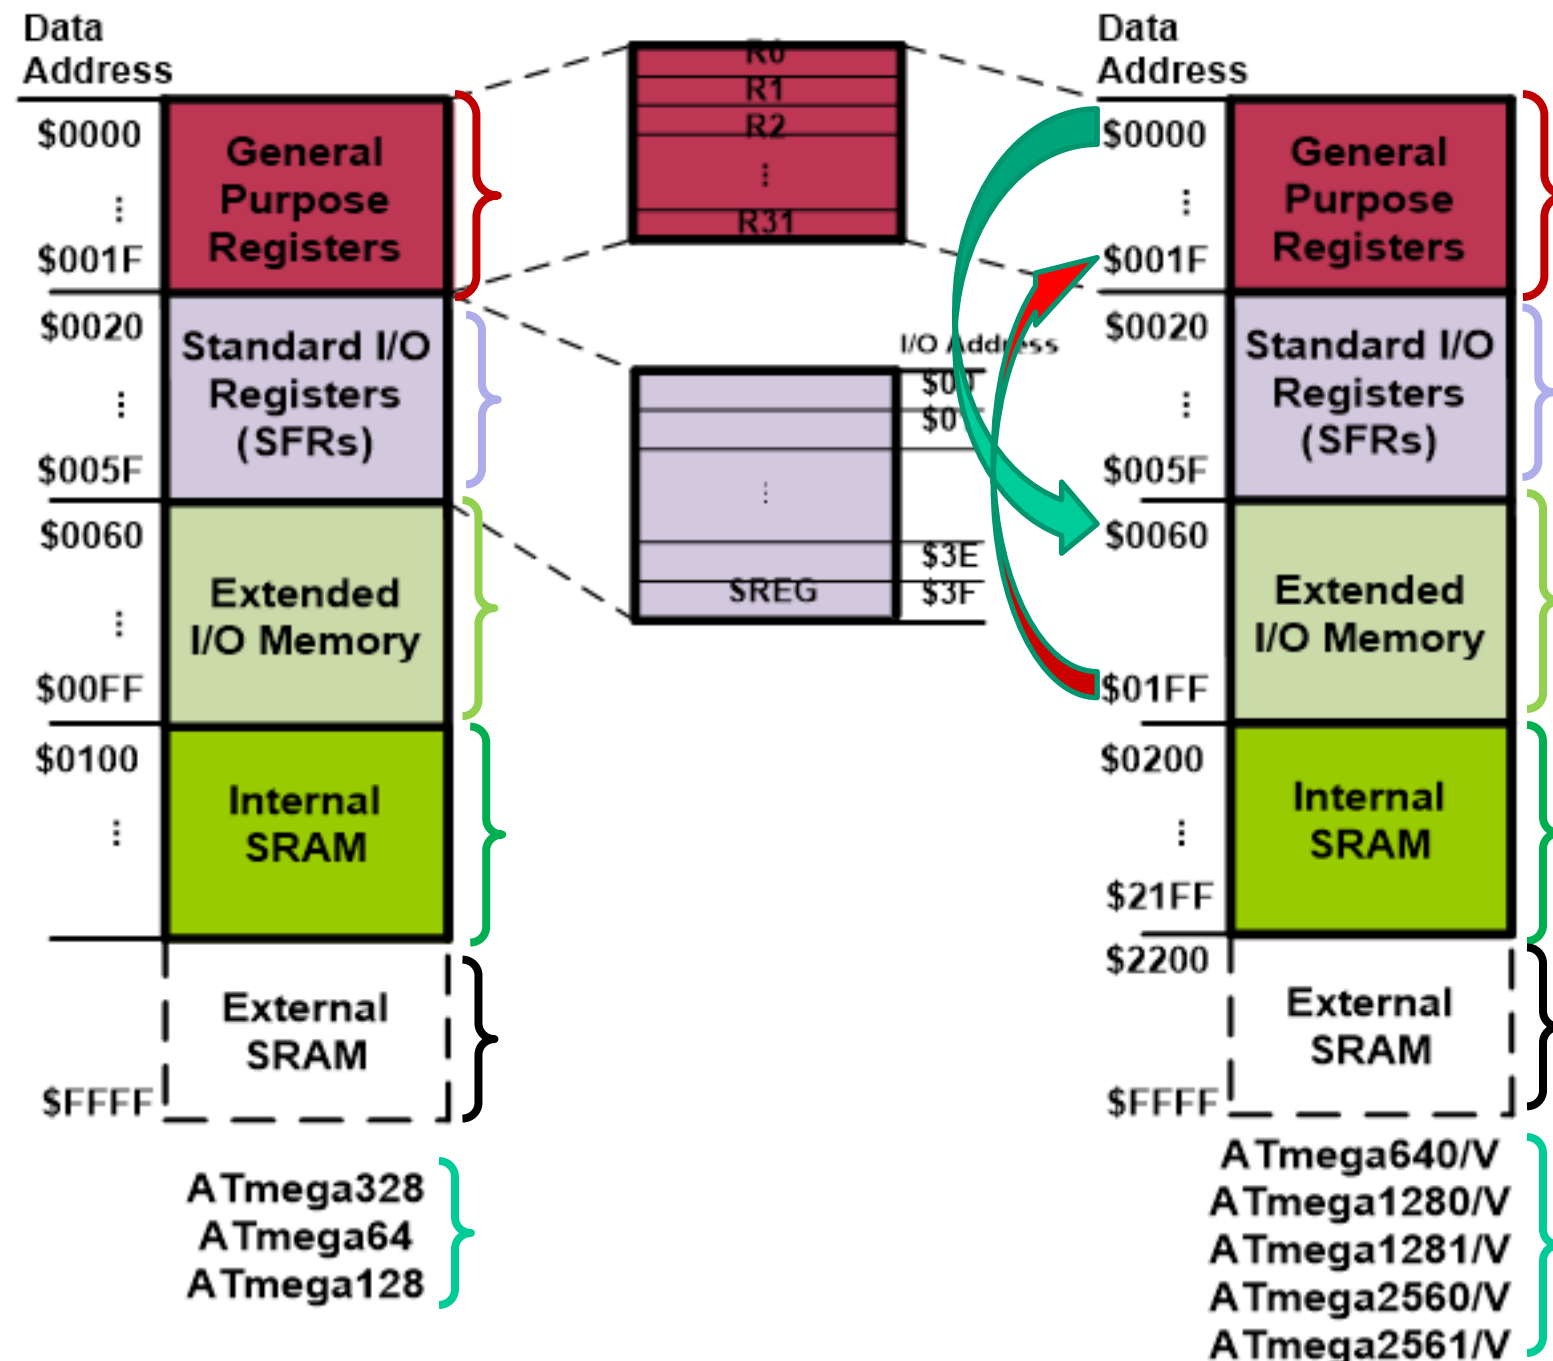 Data
Address
$0000
⋮
$001F
$0020
⋮
$005F
$0060
⋮
$00FF
$0100
⋮
$FFFF
General
Purpose
Registers
Standard I/O
Registers
(SFRs)
Extended
I/O Memory
Internal
SRAM
External
SRAM
ATmega328
ATmega64
ATmega128
R0
R1
R2
⋮
R31
I/O Address
$00
$0
⋮
$3E
SREG
$3F
Data
Address
$0000
⋮
$001F
$0020
⋮
$005F
$0060
$01FF
$0200
⋮
$21FF
$2200
$FFFF
General
Purpose
Registers
Standard I/O
Registers
(SFRs)
Extended
I/O Memory
Internal
SRAM
External
SRAM
ATmega640/V
ATmega1280/V
ATmega1281/V
ATmega2560/V
ATmega2561/V